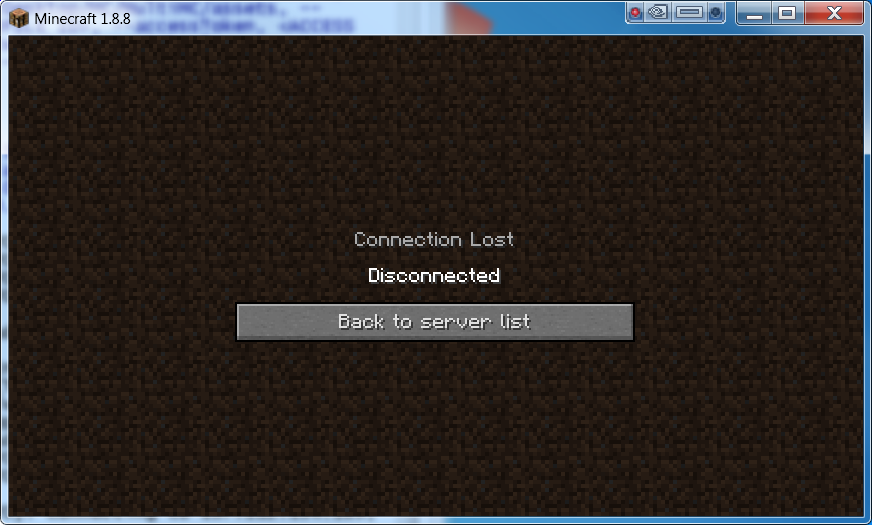 Minecraft 1.8.8
Connection Lost
Disconnected
Back to server list